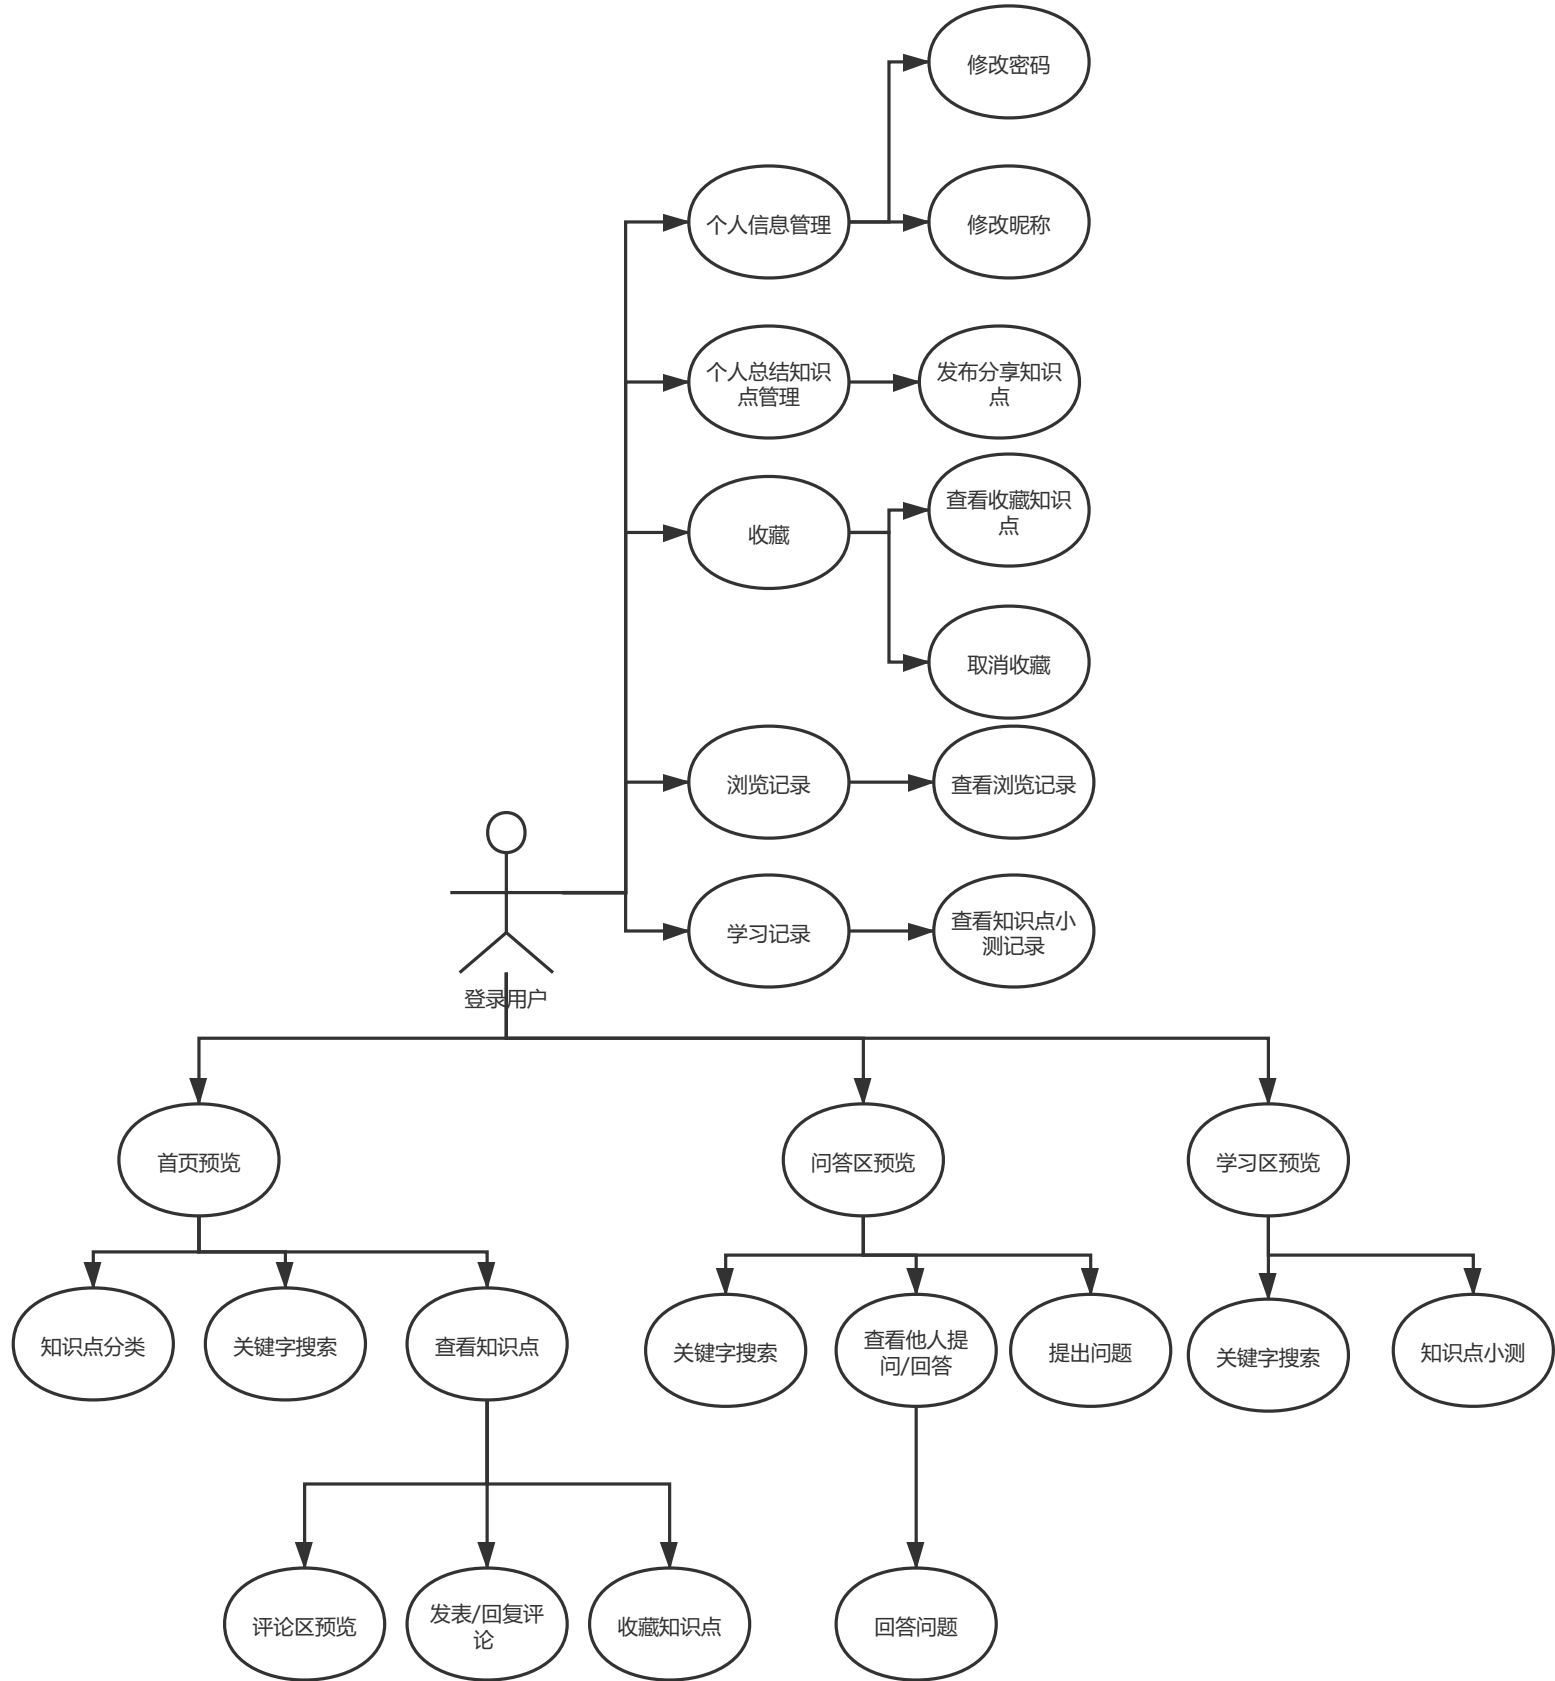 修改密码
个人信息管理
修改昵称
个人总结知识
点管理
发布分享知识
点
收藏
查看收藏知识
点
取消收藏
浏览记录
查看浏览记录
学习记录
查看知识点小
测记录
登录用户
首页预览
问答区预览
学习区预览
知识点分类
关键字搜索
查看知识点
关键字搜索
查看他人提
问/回答
提出问题
关键字搜索
知识点小测
评论区预览
发表/回复评
论
收藏知识点
回答问题